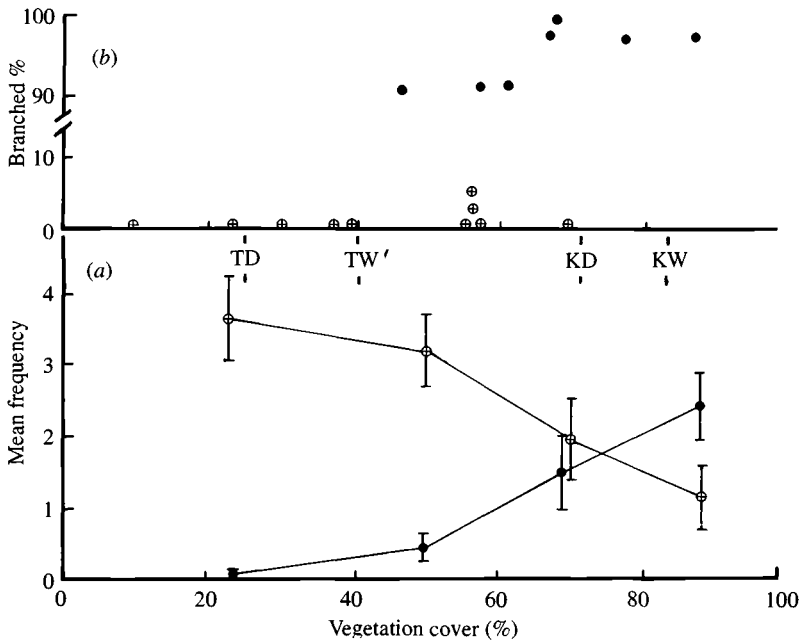 100
(b)
Branched %
90
10
0
TD TW′ KD KW
(a)
4
3
Mean frequency
2
1
0
0 20 40 60 80 100
Vegetation cover (%)